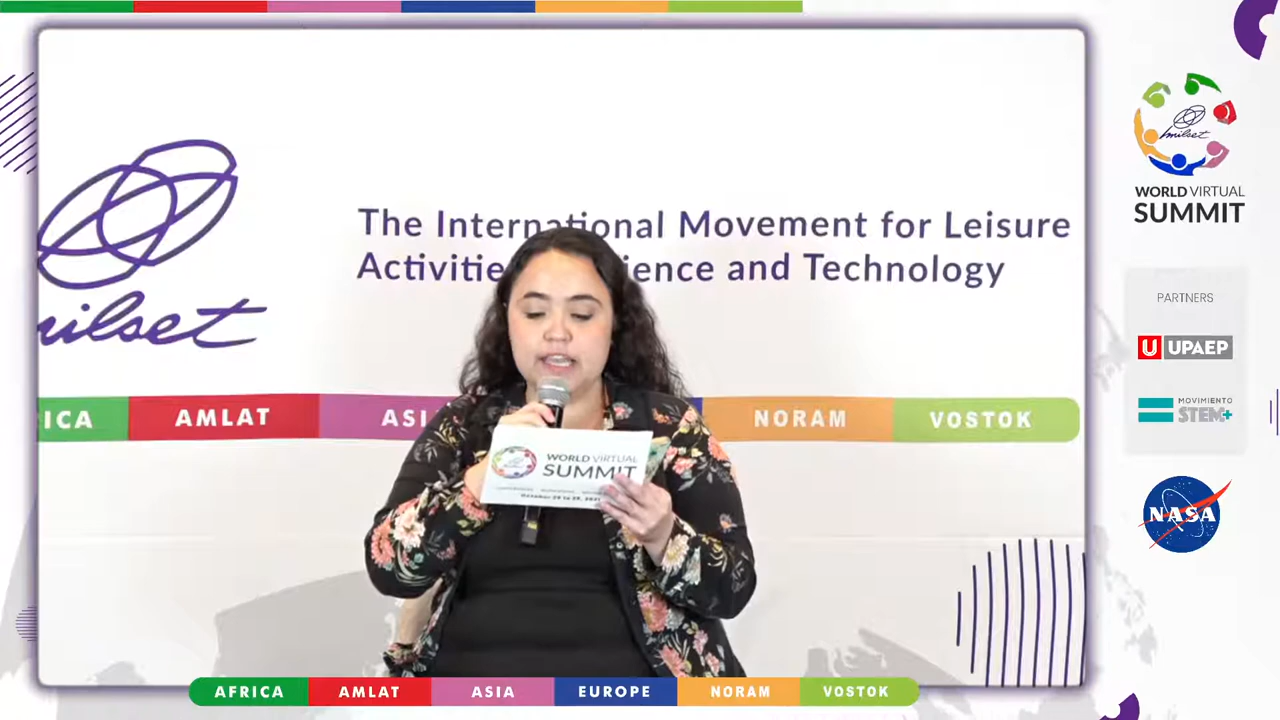 milset
WORLD VIRTUAL
SUMMIT
The International Movement for Leisure
Activitie ience and Technology
milset
PARTNERS
UPAEP
MOVIMIENTO
STEM+
ICA AMLAT ASI NORAM VOSTOK
WORLD VIRTUAL
SUMMIT
NASA
AFRICA AMLAT ASIA EUROPE NORAM VOSTOK